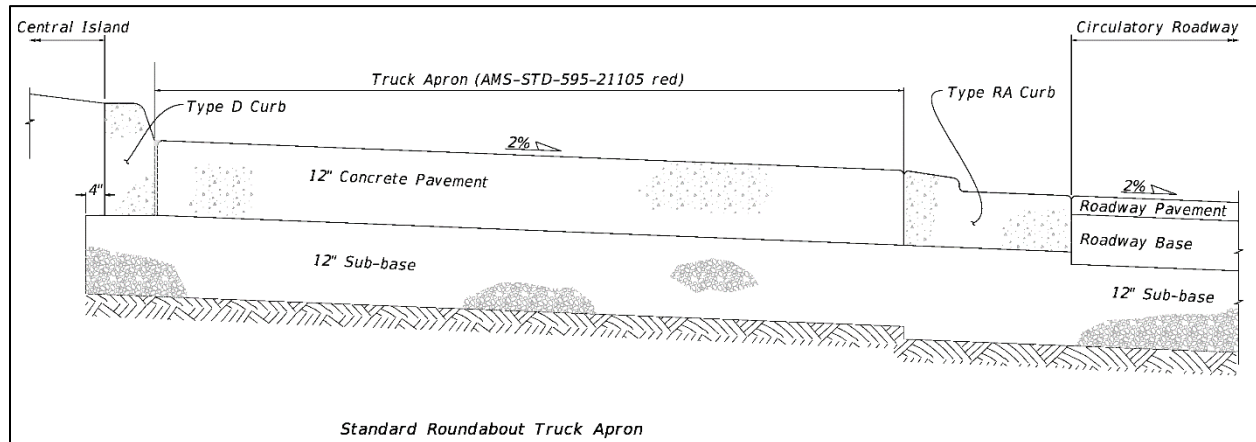 Central Island
Circulatory Roadway
Truck Apron (AMS-STD-595-21105 red)
Type D Curb
Type RA Curb
2%
12" Concrete Pavement
4"
2%
Roadway Pavement
Roadway Base
12" Sub-base
12" Sub-base
Standard Roundabout Truck Apron